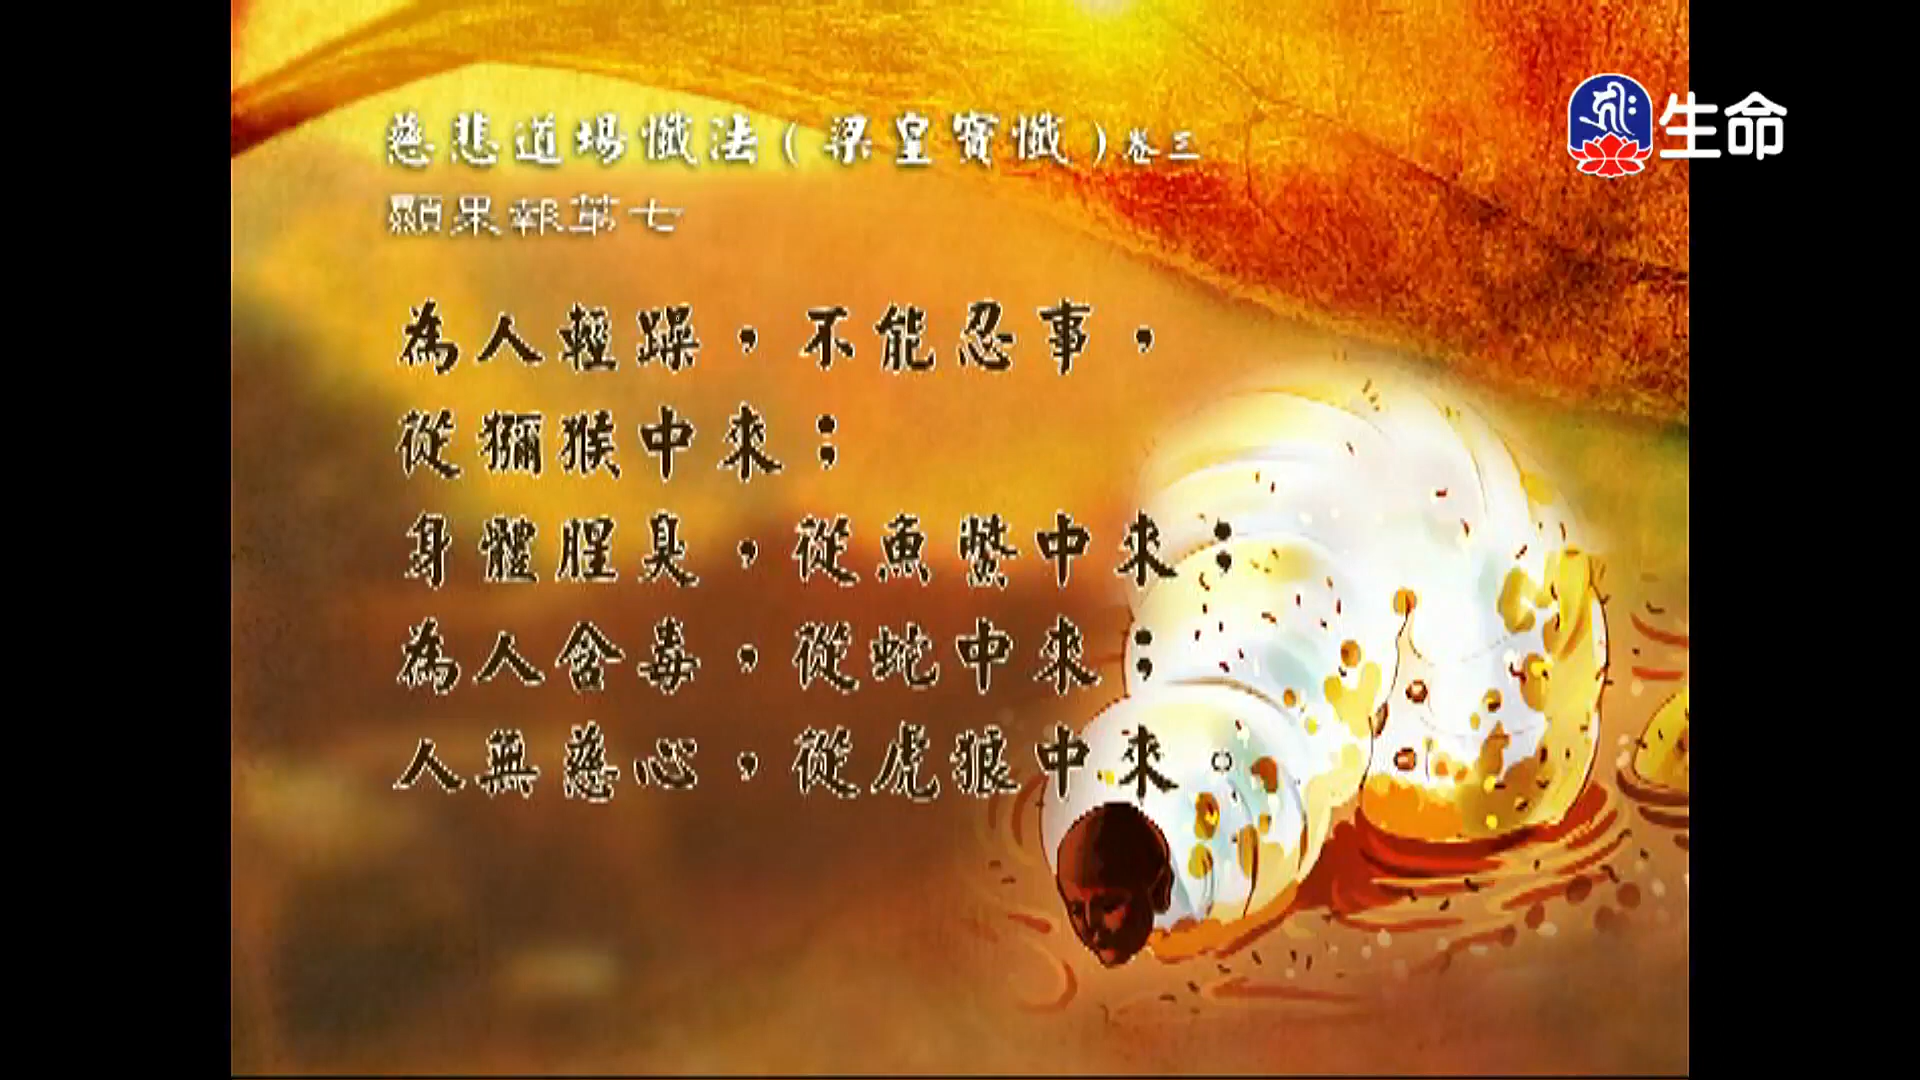 慈悲道場懺法(梁皇寶懺)卷三
生命
顯果報第七
為人輕躁,不能忍事,
從獼猴中來;
身體腥臭,從魚鱉中來;
為人含毒,從蛇中來;
人無慈心,從虎狼中來。